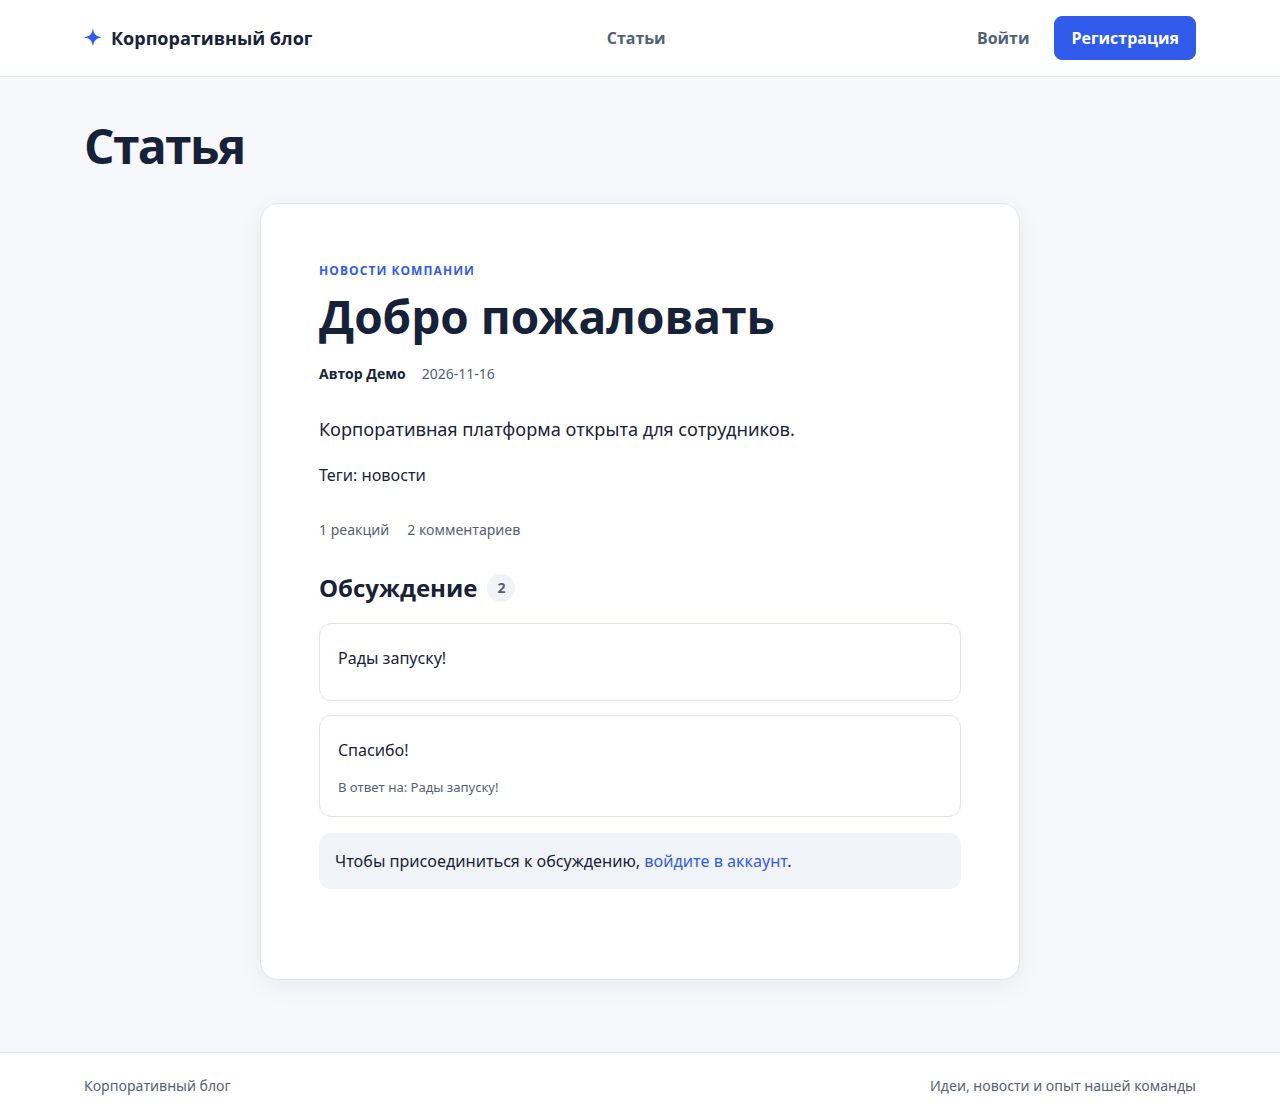 Корпоративный блог
Статьи
Войти
Регистрация
Статья
НОВОСТИ КОМПАНИИ
Добро пожаловать
Автор Демо 2026-11-16
Корпоративная платформа открыта для сотрудников.
Теги: новости
1 реакций 2 комментариев
Обсуждение 2
Рады запуску!
Спасибо!
В ответ на: Рады запуску!
Чтобы присоединиться к обсуждению, войдите в аккаунт.
Корпоративный блог
Идеи, новости и опыт нашей команды